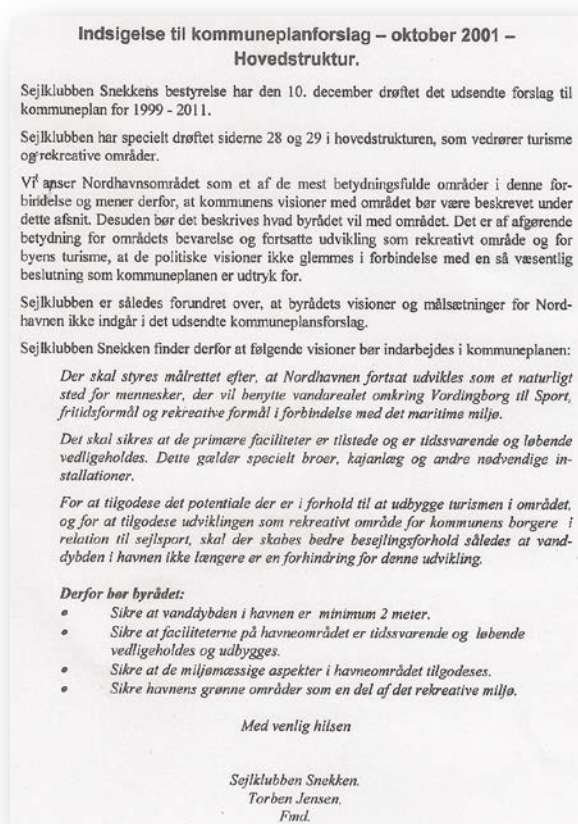 Indsigelse til kommuneplanforslag – oktober 2001 –
Hovedstruktur.
Sejlklubben Snekkens bestyrelse har den 10. december drøftet det udsendte forslag til
kommuneplan for 1999 - 2011.
Sejlklubben har specielt drøftet siderne 28 og 29 i hovedstrukturen, som vedrører turisme
og rekreative områder.
Vi anser Nordhavnsområdet som et af de mest betydningsfulde områder i denne for-
bindelse og mener derfor, at kommunens visioner med området bør være beskrevet under
dette afsnit. Desuden bør det beskrives hvad byrådet vil med området. Det er af afgørende
betydning for områdets bevarelse og fortsatte udvikling som rekreativt område og for
byens turisme, at de politiske visioner ikke glemmes i forbindelse med en så væsentlig
beslutning som kommuneplanen er udtryk for.
Sejlklubben er således forundret over, at byrådets visioner og målsætninger for Nord-
havnen ikke indgår i det udsendte kommuneplansforslag.
Sejlklubben Snekken finder derfor at følgende visioner bør indarbejdes i kommuneplanen:
Der skal styres målrettet efter, at Nordhavnen fortsat udvikles som et naturligt
sted for mennesker, der vil benytte vandarealet omkring Vordingborg til Sport,
fritidsformål og rekreative formål i forbindelse med det maritime miljø.
Det skal sikres at de primære faciliteter er tilstede og er tidssvarende og løbende
vedligeholdes. Dette gælder specielt broer, kajanlæg og andre nødvendige in-
stallationer.
For at tilgodese det potentiale der er i forhold til at udbygge turismen i området,
og for at tilgodese udviklingen som rekreativt område for kommunens borgere i
relation til sejlsport, skal der skabes bedre besejlingsforhold således at vand-
dybden i havnen ikke længere er en forhindring for denne udvikling.
Derfor bør byrådet:
• Sikre at vanddybden i havnen er minimum 2 meter.
• Sikre at faciliteterne på havneområdet er tidssvarende og løbende
vedligeholdes og udbygges.
• Sikre at de miljømæssige aspekter i havneområdet tilgodeses.
• Sikre havnens grønne områder som en del af det rekreative miljø.
Med venlig hilsen
Sejlklubben Snekken.
Torben Jensen,
Fmd.